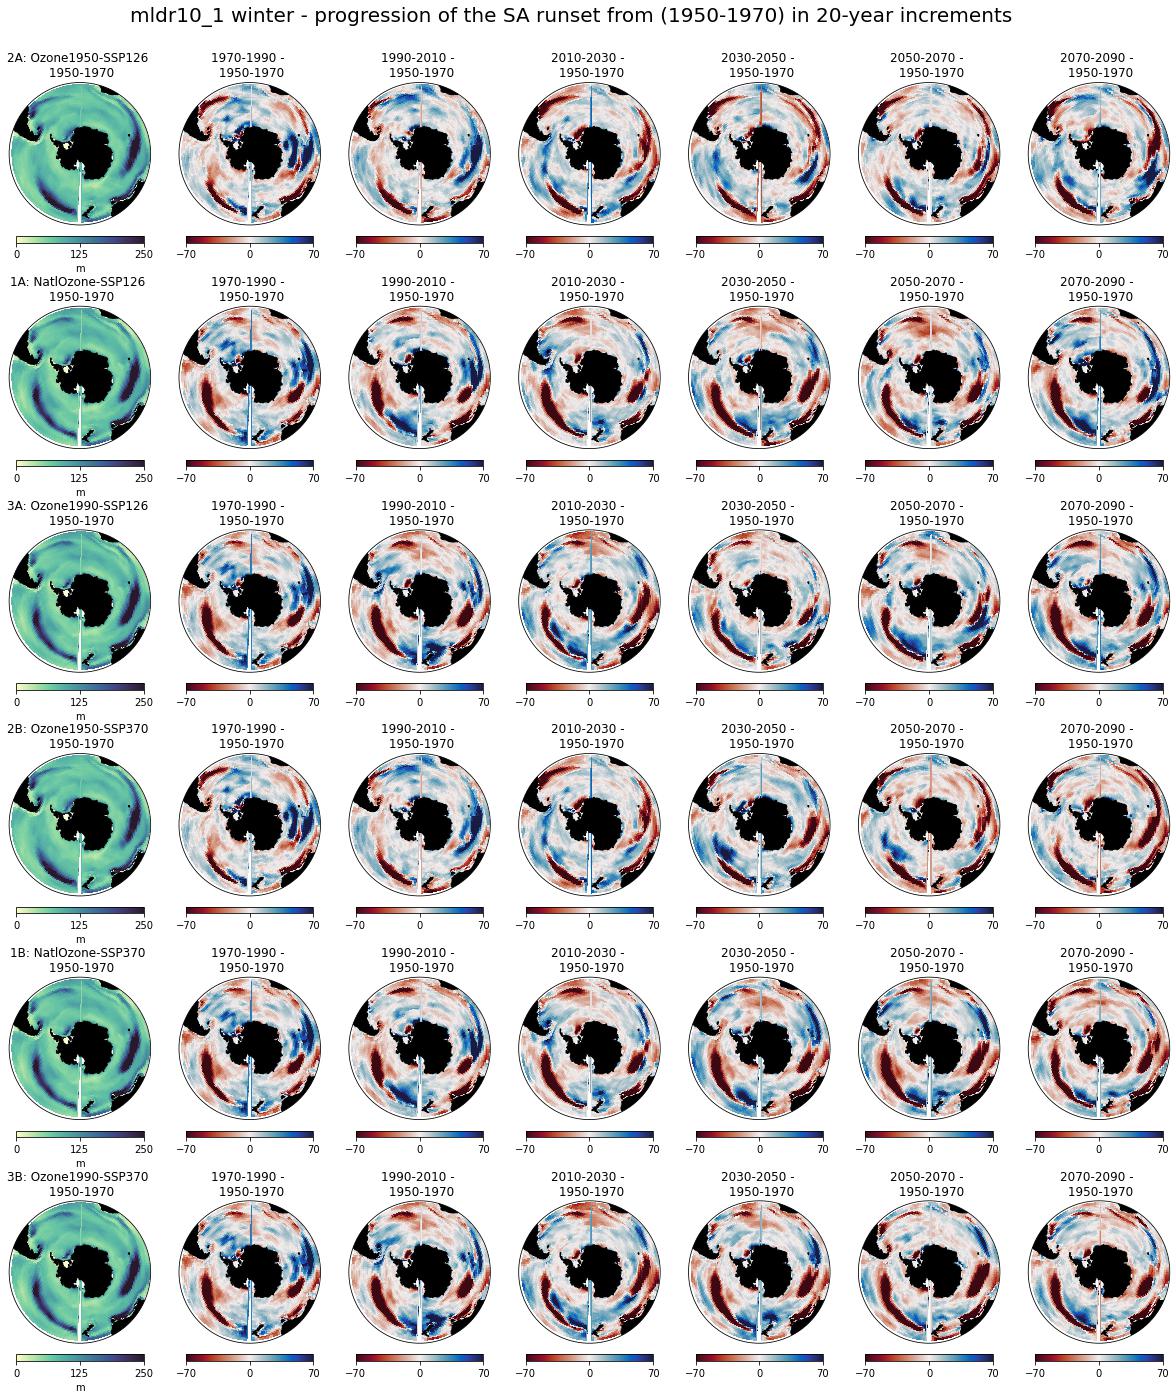 mldr10_1 winter - progression of the SA runset from (1950-1970) in 20-year increments
2A: Ozone1950-SSP126 1970-1990 - 1990-2010 - 2010-2030 - 2030-2050 - 2050-2070 - 2070-2090 -
1950-1970 1950-1970 1950-1970 1950-1970 1950-1970 1950-1970 1950-1970
0 125 250 −70 0 70 −70 0 70 −70 0 70 −70 0 70 −70 0 70 −70 0 70
m
1A: NatlOzone-SSP126 1970-1990 - 1990-2010 - 2010-2030 - 2030-2050 - 2050-2070 - 2070-2090 -
1950-1970 1950-1970 1950-1970 1950-1970 1950-1970 1950-1970 1950-1970
0 125 250 −70 0 70 −70 0 70 −70 0 70 −70 0 70 −70 0 70 −70 0 70
m
3A: Ozone1990-SSP126 1970-1990 - 1990-2010 - 2010-2030 - 2030-2050 - 2050-2070 - 2070-2090 -
1950-1970 1950-1970 1950-1970 1950-1970 1950-1970 1950-1970 1950-1970
0 125 250 −70 0 70 −70 0 70 −70 0 70 −70 0 70 −70 0 70 −70 0 70
m
2B: Ozone1950-SSP370 1970-1990 - 1990-2010 - 2010-2030 - 2030-2050 - 2050-2070 - 2070-2090 -
1950-1970 1950-1970 1950-1970 1950-1970 1950-1970 1950-1970 1950-1970
0 125 250 −70 0 70 −70 0 70 −70 0 70 −70 0 70 −70 0 70 −70 0 70
m
1B: NatlOzone-SSP370 1970-1990 - 1990-2010 - 2010-2030 - 2030-2050 - 2050-2070 - 2070-2090 -
1950-1970 1950-1970 1950-1970 1950-1970 1950-1970 1950-1970 1950-1970
0 125 250 −70 0 70 −70 0 70 −70 0 70 −70 0 70 −70 0 70 −70 0 70
m
3B: Ozone1990-SSP370 1970-1990 - 1990-2010 - 2010-2030 - 2030-2050 - 2050-2070 - 2070-2090 -
1950-1970 1950-1970 1950-1970 1950-1970 1950-1970 1950-1970 1950-1970
0 125 250 −70 0 70 −70 0 70 −70 0 70 −70 0 70 −70 0 70 −70 0 70
m